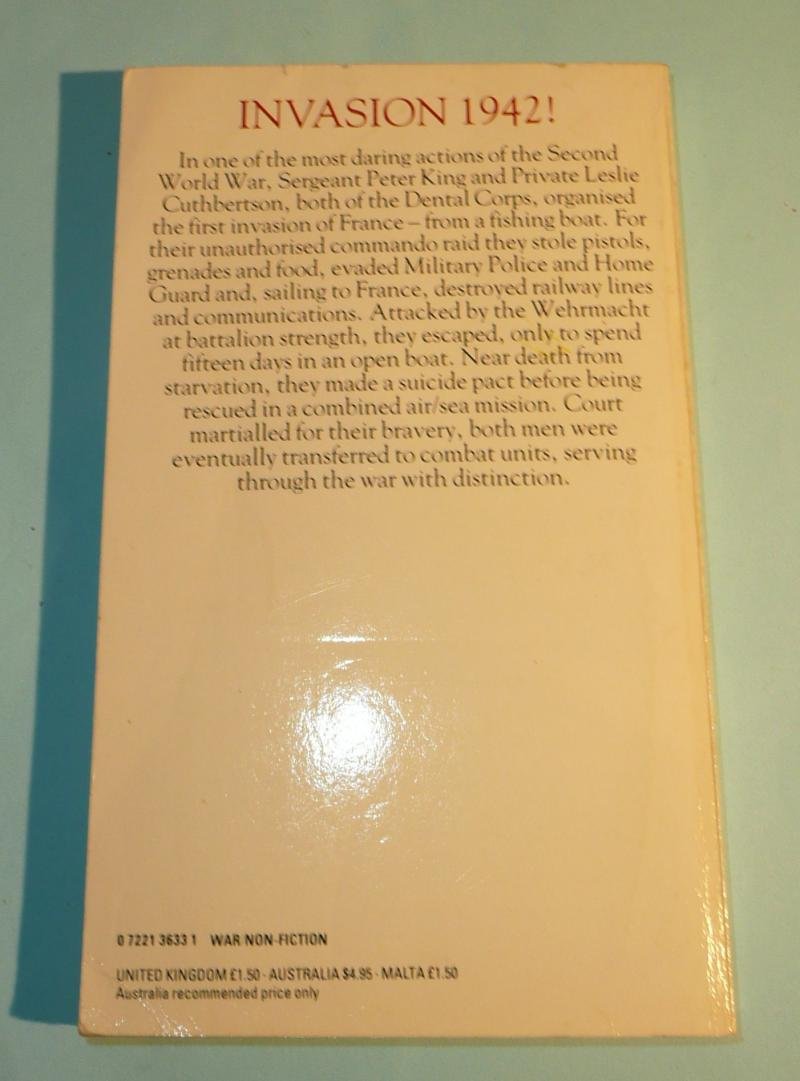 INVASION 1942!
In one of the most daring actions of the Second
World War, Sergeant Peter King and Private Leslie
Cuthbertson, both of the Dental Corps, organised
the first invasion of France – from a fishing boat. For
their unauthorised commando raid they stole pistols,
grenades and food, evaded Military Police and Home
Guard and, sailing to France, destroyed railway lines
and communications. Attacked by the Wehrmacht
at battalion strength, they escaped, only to spend
fifteen days in an open boat. Near death from
starvation, they made a suicide pact before being
rescued in a combined air/sea mission. Court
martialled for their bravery, both men were
eventually transferred to combat units, serving
through the war with distinction.
0 7221 3633 1 WAR NON-FICTION
UNITED KINGDOM £1.50 · AUSTRALIA $4.95 · MALTA £1.50
Australia recommended price only